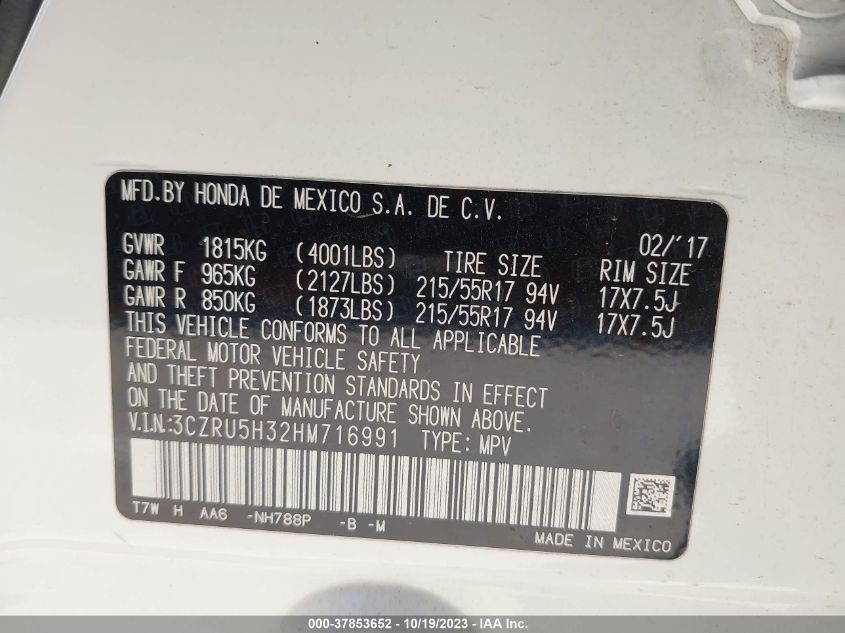 MFD.BY HONDA DE MEXICO S.A. DE C.V.
02/'17
GVWR 1815KG (4001LBS) TIRE SIZE RIM SIZE
GAWR F 965KG (2127LBS) 215/55R17 94V 17X7.5J
GAWR R 850KG (1873LBS) 215/55R17 94V 17X7.5J
THIS VEHICLE CONFORMS TO ALL APPLICABLE
FEDERAL MOTOR VEHICLE SAFETY
AND THEFT PREVENTION STANDARDS IN EFFECT
ON THE DATE OF MANUFACTURE SHOWN ABOVE.
V.I.N.:3CZRU5H32HM716991 TYPE: MPV
T7W H AA6 -NH788P -B -M
MADE IN MEXICO
000-37853652 - 10/19/2023 - IAA Inc.